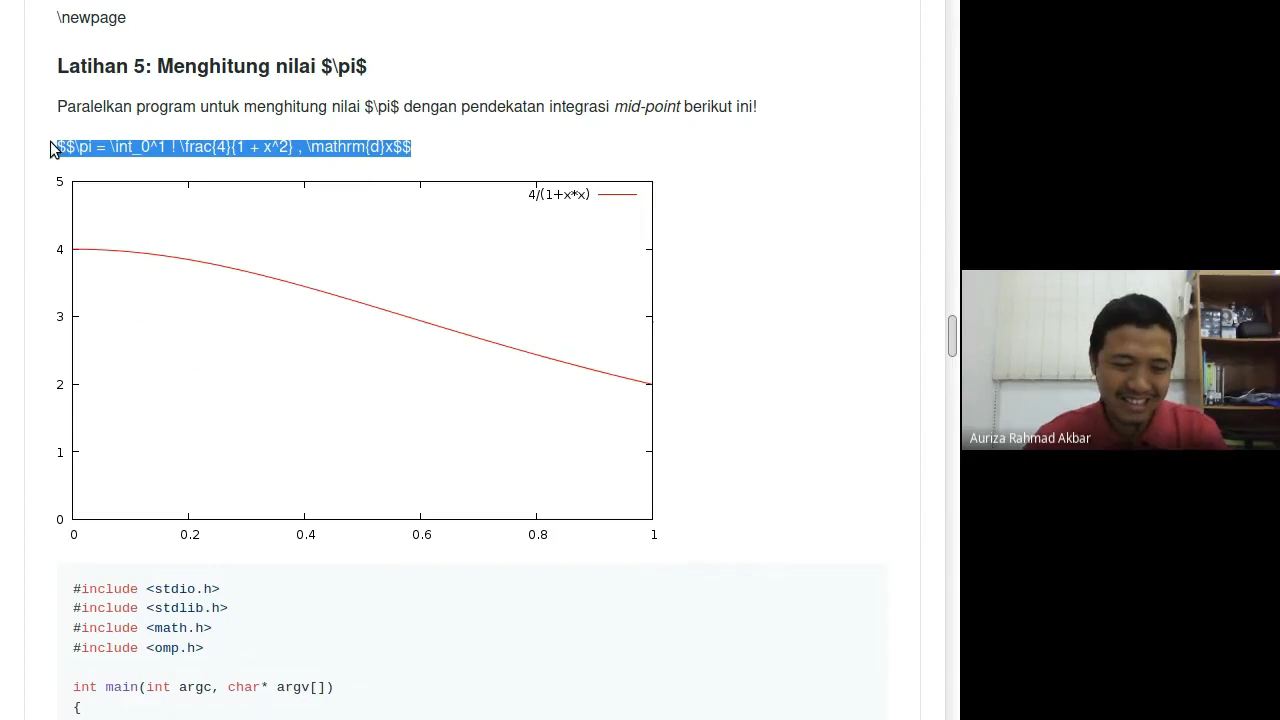 \newpage
Latihan 5: Menghitung nilai $\pi$
Paralelkan program untuk menghitung nilai $\pi$ dengan pendekatan integrasi mid-point berikut ini!
$$\pi = \int_0^1 ! \frac{4}{1 + x^2} , \mathrm{d}x$$
5
4/(1+x*x)
4
3
2
1
0
0 0.2 0.4 0.6 0.8 1
#include <stdio.h>
#include <stdlib.h>
#include <math.h>
#include <omp.h>
int main(int argc, char* argv[])
{
Auriza Rahmad Akbar